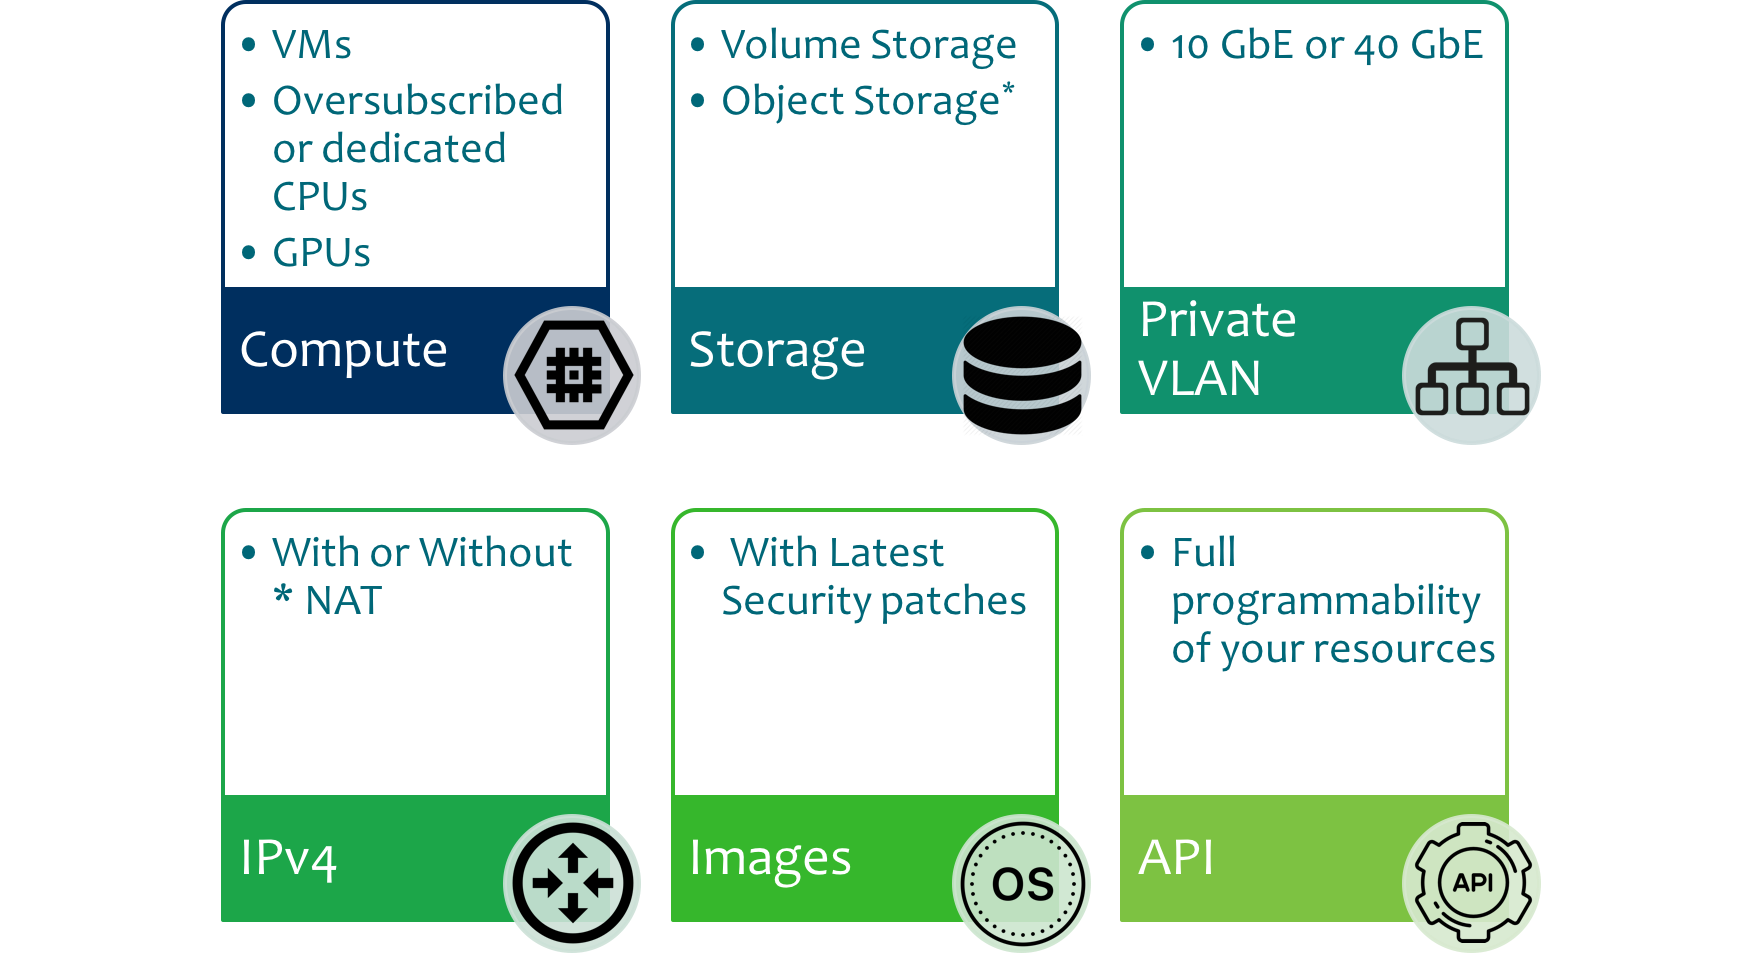 • VMs
• Oversubscribed
or dedicated
CPUs
• GPUs
Compute
• Volume Storage
• Object Storage*
Storage
• 10 GbE or 40 GbE
Private
VLAN
• With or Without
* NAT
IPv4
• With Latest
Security patches
Images
OS
• Full
programmability
of your resources
API
API